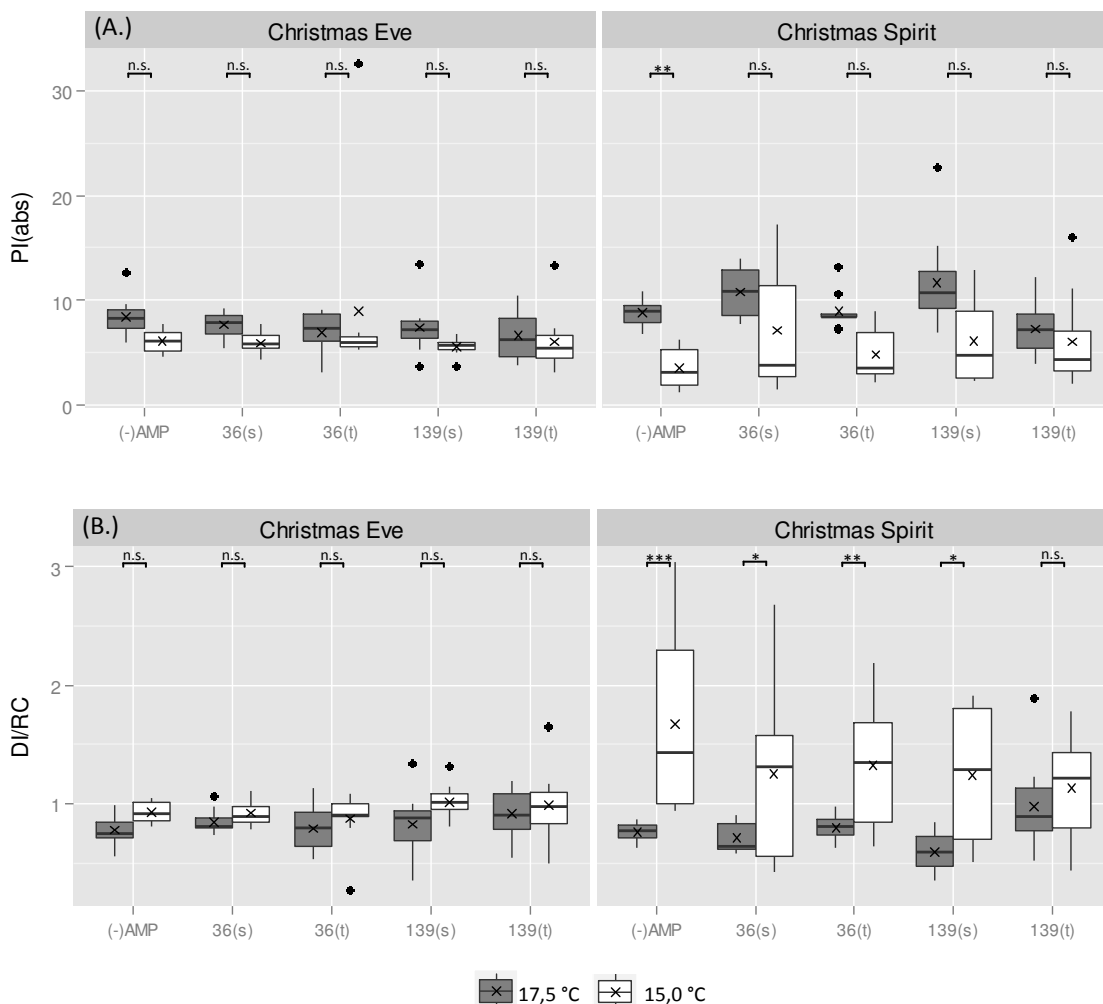 (A.)
Christmas Eve
Christmas Spirit
n.s. n.s. n.s. n.s. n.s.
** n.s. n.s. n.s. n.s.
PI(abs)
30
20
10
0
(-)AMP 36(s) 36(t) 139(s) 139(t)
(-)AMP 36(s) 36(t) 139(s) 139(t)
(B.)
Christmas Eve
Christmas Spirit
n.s. n.s. n.s. n.s. n.s.
*** * ** * n.s.
DI/RC
3
2
1
(-)AMP 36(s) 36(t) 139(s) 139(t)
(-)AMP 36(s) 36(t) 139(s) 139(t)
17,5 °C 15,0 °C